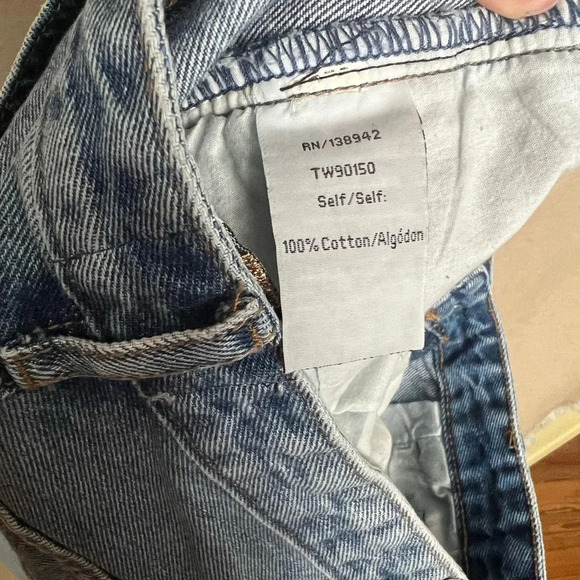 RN/138942
TW90150
Self/Self:
100% Cotton/Algódon